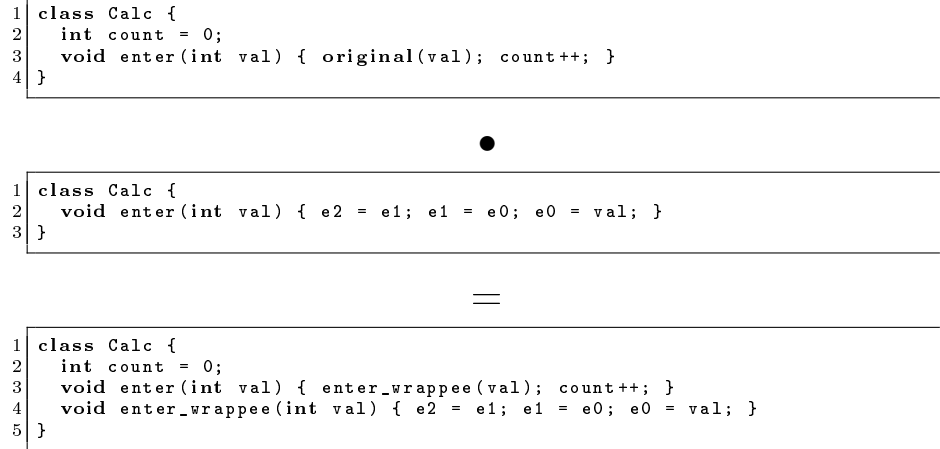 1 class Calc {
2   int count = 0;
3   void enter(int val) { original(val); count++; }
4 }
•
1 class Calc {
2   void enter(int val) { e2 = e1; e1 = e0; e0 = val; }
3 }
=
1 class Calc {
2   int count = 0;
3   void enter(int val) { enter_wrappee(val); count++; }
4   void enter_wrappee(int val) { e2 = e1; e1 = e0; e0 = val; }
5 }